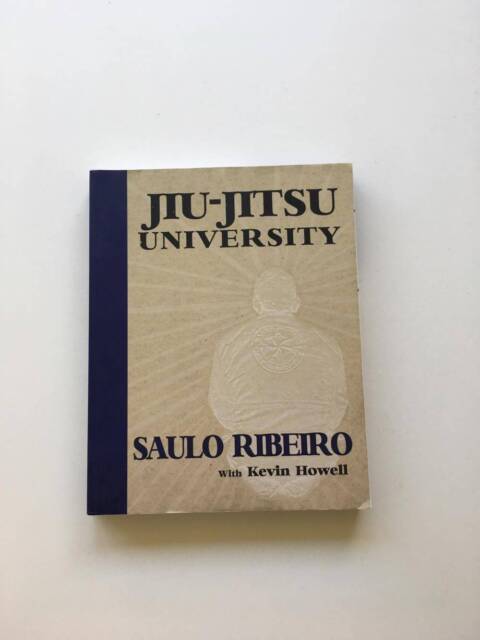 JIU-JITSU
UNIVERSITY
SAULO RIBEIRO
With Kevin Howell